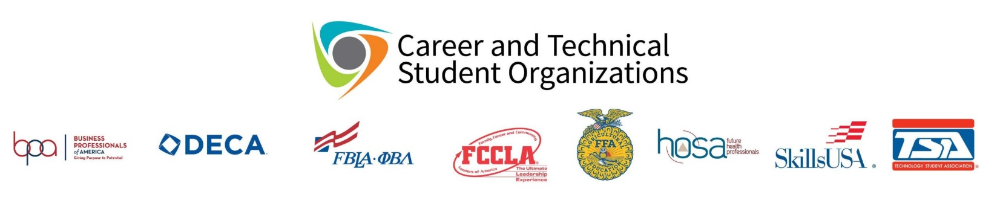 Career and Technical
Student Organizations
bpa
BUSINESS
PROFESSIONALS
of AMERICA
Giving Purpose to Potential
DECA
FBLA·ΦΒΛ
Family, Career and Community
FCCLA®
Leaders of America
The Ultimate
Leadership
Experience
AGRICULTURAL
FFA
EDUCATION
hosa
future
health
professionals
SkillsUSA®
TSA
TECHNOLOGY STUDENT ASSOCIATION®